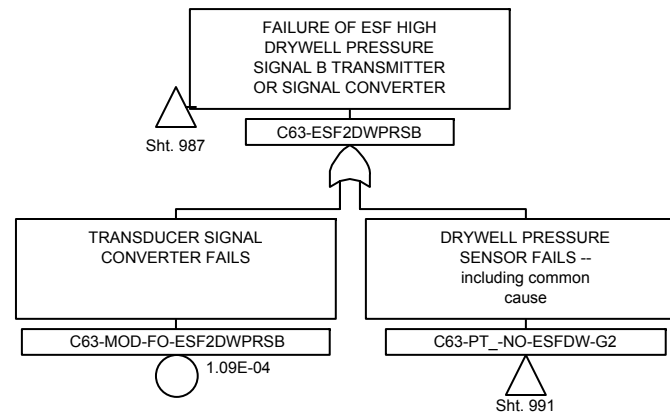 FAILURE OF ESF HIGH
DRYWELL PRESSURE
SIGNAL B TRANSMITTER
OR SIGNAL CONVERTER
Sht. 987
C63-ESF2DWPRSB
TRANSDUCER SIGNAL
CONVERTER FAILS
C63-MOD-FO-ESF2DWPRSB
1.09E-04
DRYWELL PRESSURE
SENSOR FAILS --
including common
cause
C63-PT_-NO-ESFDW-G2
Sht. 991